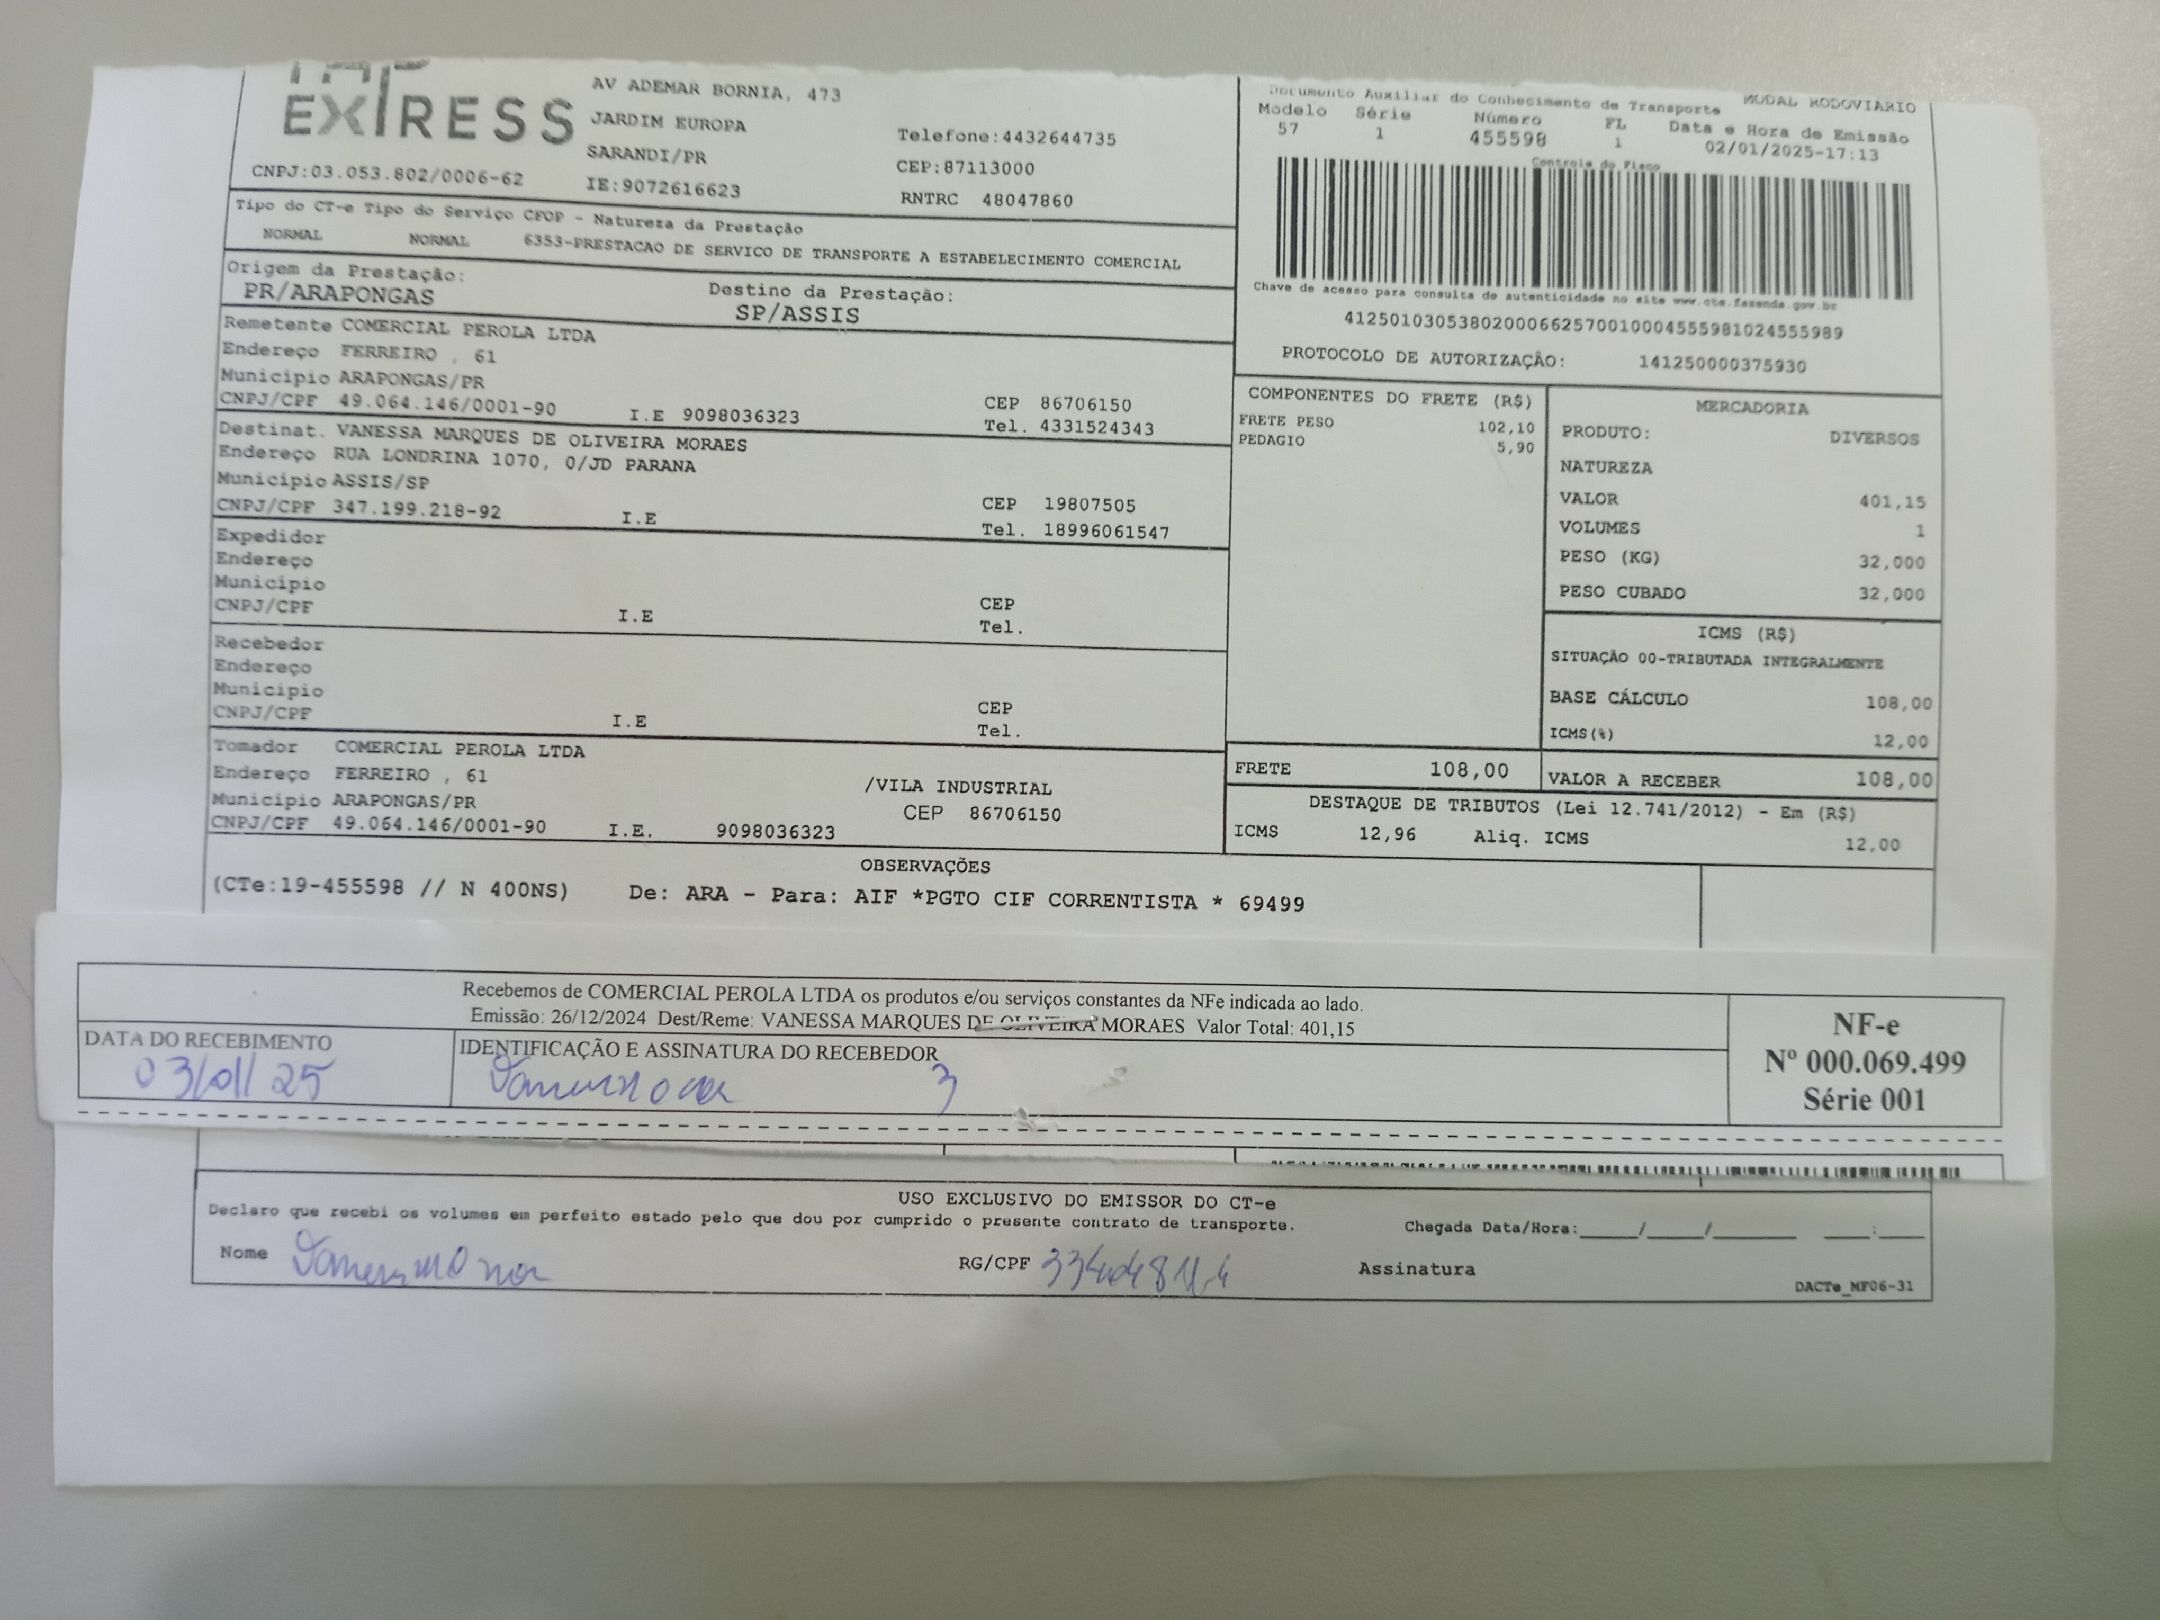 EXPRESS
AV ADEMAR BORNIA, 473
JARDIM EUROPA
SARANDI/PR
CNPJ:03.053.802/0006-62 IE:9072616623
Telefone:4432644735
CEP:87113000
RNTRC 48047860
Documento Auxiliar do Conhecimento de Transporte MODAL RODOVIARIO
Modelo Série Número FL Data e Hora de Emissão
57 1 455598 1 02/01/2025-17:13
Controle do Fisco
Chave de acesso para consulta de autenticidade no site www.cte.fazenda.gov.br
41250103053802000662570010004555981024555989
PROTOCOLO DE AUTORIZAÇÃO: 141250000375930
Tipo do CT-e Tipo do Serviço CFOP - Natureza da Prestação
NORMAL NORMAL 6353-PRESTACAO DE SERVICO DE TRANSPORTE A ESTABELECIMENTO COMERCIAL
Origem da Prestação: Destino da Prestação:
PR/ARAPONGAS SP/ASSIS
Remetente COMERCIAL PEROLA LTDA
Endereço FERREIRO , 61
Município ARAPONGAS/PR CEP 86706150
CNPJ/CPF 49.064.146/0001-90 I.E 9098036323 Tel. 4331524343
Destinat. VANESSA MARQUES DE OLIVEIRA MORAES
Endereço RUA LONDRINA 1070, 0/JD PARANA
Município ASSIS/SP CEP 19807505
CNPJ/CPF 347.199.218-92 I.E Tel. 18996061547
Expedidor
Endereço
Município CEP
CNPJ/CPF I.E Tel.
Recebedor
Endereço
Município CEP
CNPJ/CPF I.E Tel.
Tomador COMERCIAL PEROLA LTDA
Endereço FERREIRO , 61 /VILA INDUSTRIAL
Município ARAPONGAS/PR CEP 86706150
CNPJ/CPF 49.064.146/0001-90 I.E. 9098036323
COMPONENTES DO FRETE (R$)
FRETE PESO 102,10
PEDAGIO 5,90
FRETE 108,00
MERCADORIA
PRODUTO: DIVERSOS
NATUREZA
VALOR 401,15
VOLUMES 1
PESO (KG) 32,000
PESO CUBADO 32,000
ICMS (R$)
SITUAÇÃO 00-TRIBUTADA INTEGRALMENTE
BASE CÁLCULO 108,00
ICMS(%) 12,00
VALOR A RECEBER 108,00
DESTAQUE DE TRIBUTOS (Lei 12.741/2012) - Em (R$)
ICMS 12,96 Aliq. ICMS 12,00
OBSERVAÇÕES
(CTe:19-455598 // N 400NS) De: ARA - Para: AIF *PGTO CIF CORRENTISTA * 69499
Recebemos de COMERCIAL PEROLA LTDA os produtos e/ou serviços constantes da NFe indicada ao lado.
Emissão: 26/12/2024 Dest/Reme: VANESSA MARQUES DE OLIVEIRA MORAES Valor Total: 401,15
DATA DO RECEBIMENTO IDENTIFICAÇÃO E ASSINATURA DO RECEBEDOR
03/01/25
NF-e
Nº 000.069.499
Série 001
USO EXCLUSIVO DO EMISSOR DO CT-e
Declaro que recebi os volumes em perfeito estado pelo que dou por cumprido o presente contrato de transporte. Chegada Data/Hora:____/____/______ ___:___
Nome RG/CPF Assinatura
DACTe_MF06-31